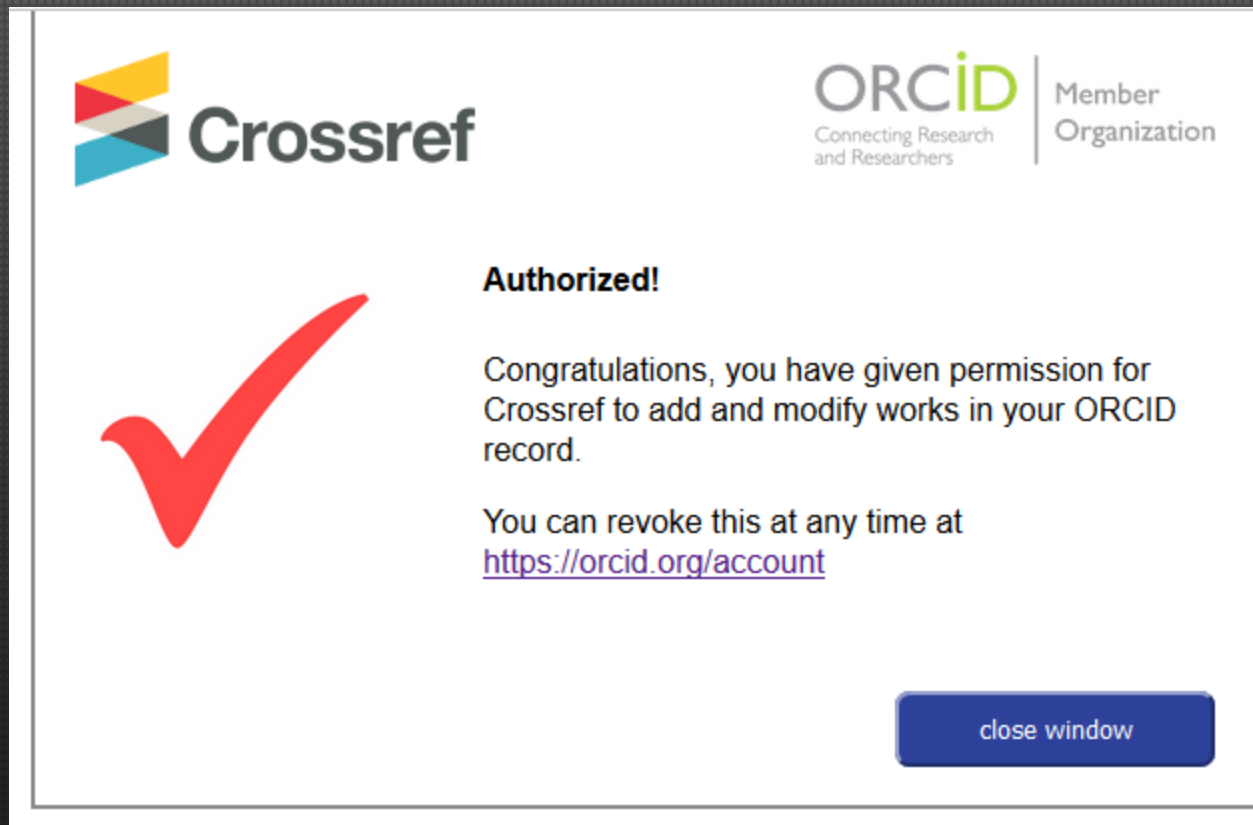 Crossref
ORCID
Connecting Research
and Researchers
Member
Organization
Authorized!
Congratulations, you have given permission for
Crossref to add and modify works in your ORCID
record.
You can revoke this at any time at
https://orcid.org/account
close window